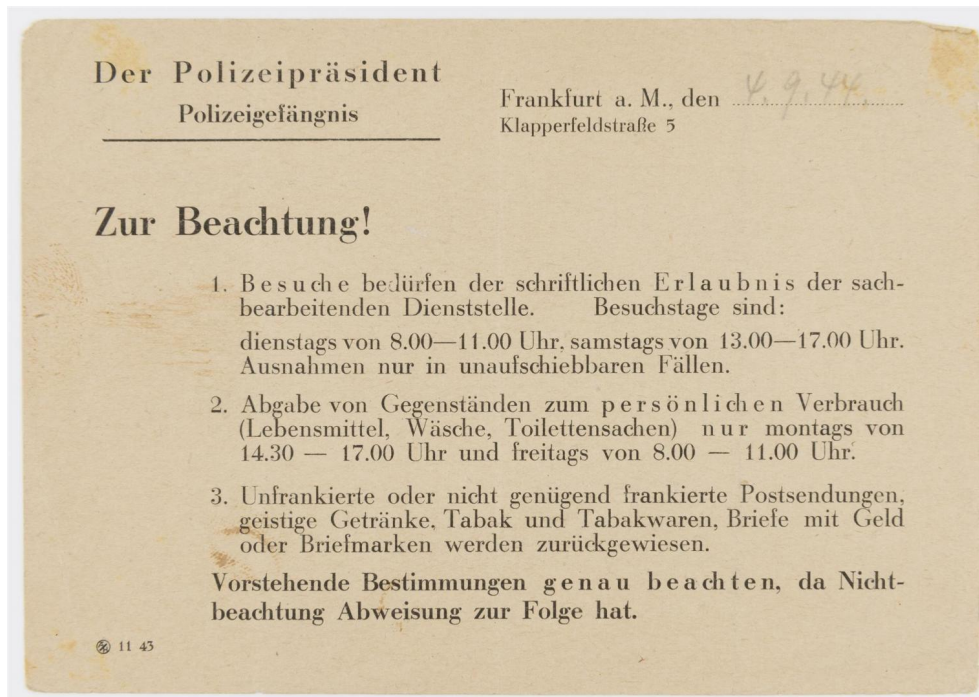 Der Polizeipräsident
Polizeigefängnis
Frankfurt a. M., den 4. 9. 44.
Klapperfeldstraße 5
Zur Beachtung!
1. Besuche bedürfen der schriftlichen Erlaubnis der sach-
bearbeitenden Dienststelle. Besuchstage sind:
dienstags von 8.00—11.00 Uhr, samstags von 13.00—17.00 Uhr.
Ausnahmen nur in unaufschiebbaren Fällen.
2. Abgabe von Gegenständen zum persönlichen Verbrauch
(Lebensmittel, Wäsche, Toilettensachen) nur montags von
14.30 — 17.00 Uhr und freitags von 8.00 — 11.00 Uhr.
3. Unfrankierte oder nicht genügend frankierte Postsendungen,
geistige Getränke, Tabak und Tabakwaren, Briefe mit Geld
oder Briefmarken werden zurückgewiesen.
Vorstehende Bestimmungen genau beachten, da Nicht-
beachtung Abweisung zur Folge hat.
11 43